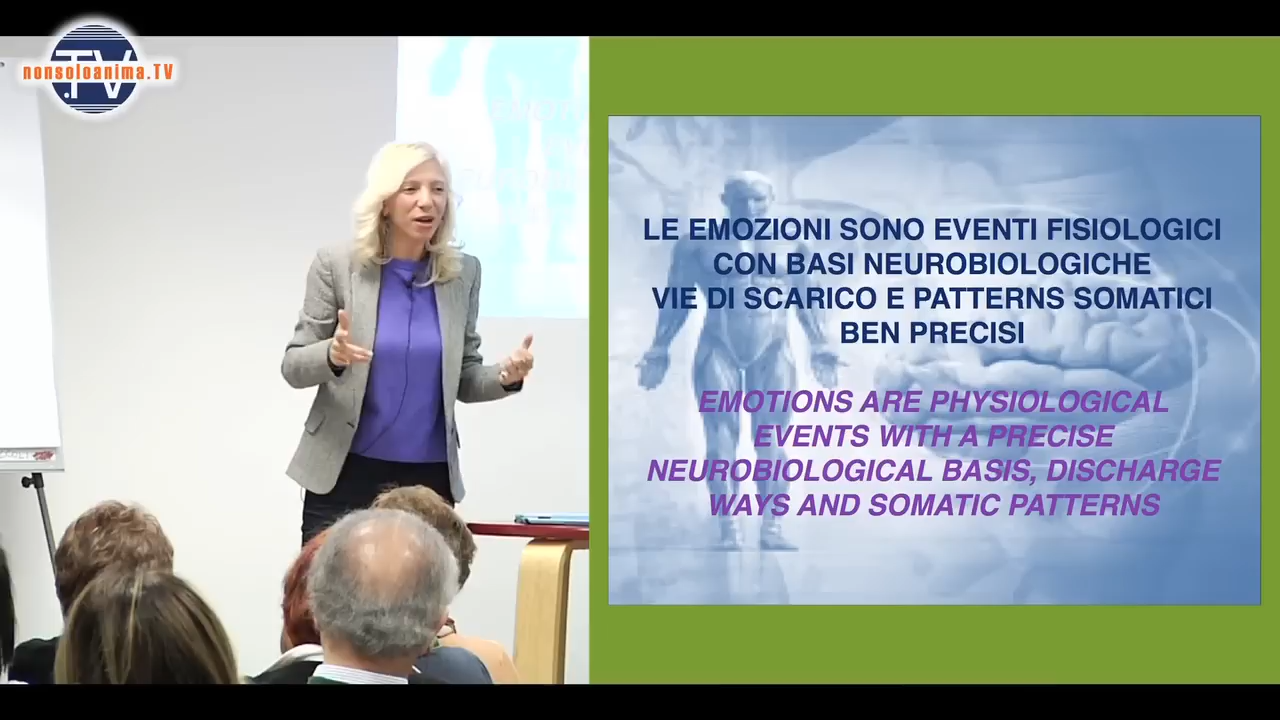 .TV
nonsoloanima.TV
LE EMOZIONI SONO EVENTI FISIOLOGICI
CON BASI NEUROBIOLOGICHE
VIE DI SCARICO E PATTERNS SOMATICI
BEN PRECISI
EMOTIONS ARE PHYSIOLOGICAL
EVENTS WITH A PRECISE
NEUROBIOLOGICAL BASIS, DISCHARGE
WAYS AND SOMATIC PATTERNS